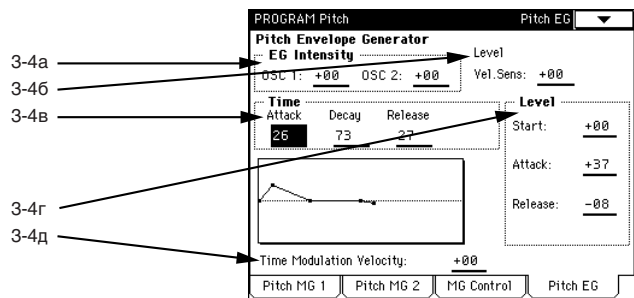 PROGRAM Pitch Pitch EG
Pitch Envelope Generator
3-4а
EG Intensity
Level
OSC 1: +00 OSC 2: +00
Vel.Sens: +00
3-4б
3-4в
Time
Attack Decay Release
26 73 27
Level
Start: +00
Attack: +37
Release: -08
3-4г
3-4д
Time Modulation Velocity: +00
Pitch MG 1 Pitch MG 2 MG Control Pitch EG